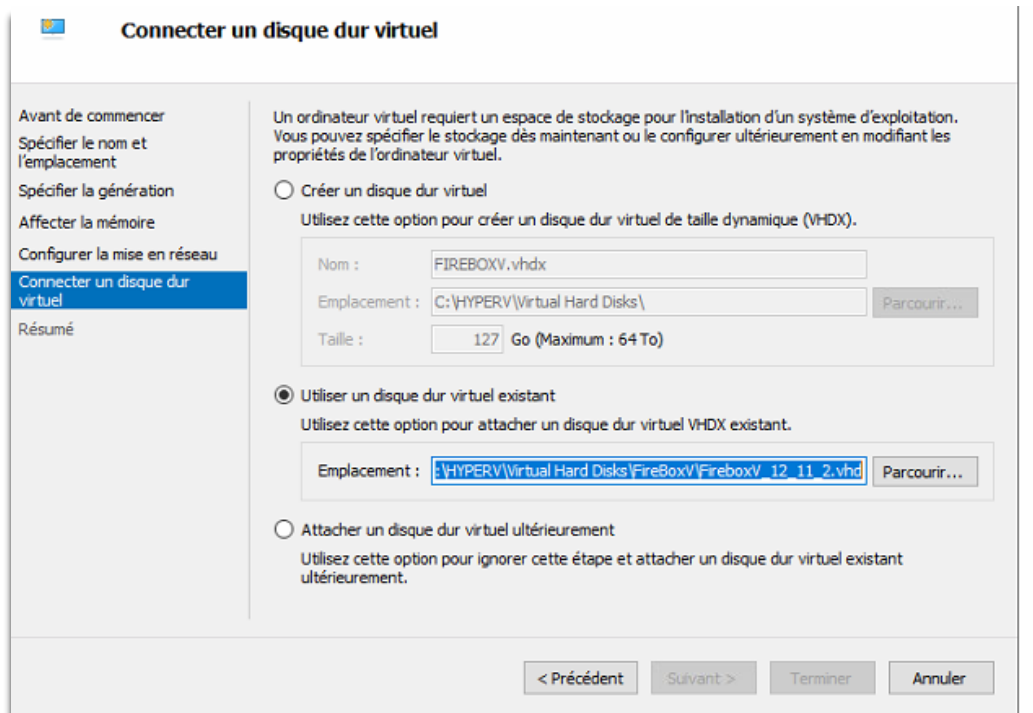 Connecter un disque dur virtuel
Avant de commencer
Spécifier le nom et
l'emplacement
Spécifier la génération
Affecter la mémoire
Configurer la mise en réseau
Connecter un disque dur
virtuel
Résumé
Un ordinateur virtuel requiert un espace de stockage pour l'installation d'un système d'exploitation.
Vous pouvez spécifier le stockage dès maintenant ou le configurer ultérieurement en modifiant les
propriétés de l'ordinateur virtuel.
Créer un disque dur virtuel
Utilisez cette option pour créer un disque dur virtuel de taille dynamique (VHDX).
Nom : FIREBOXV.vhdx
Emplacement : C:\HYPERV\Virtual Hard Disks\ Parcourir...
Taille : 127 Go (Maximum : 64 To)
Utiliser un disque dur virtuel existant
Utilisez cette option pour attacher un disque dur virtuel VHDX existant.
Emplacement : :\HYPERV\Virtual Hard Disks\FireBoxV\FireboxV_12_11_2.vhd Parcourir...
Attacher un disque dur virtuel ultérieurement
Utilisez cette option pour ignorer cette étape et attacher un disque dur virtuel existant
ultérieurement.
< Précédent Suivant > Terminer Annuler